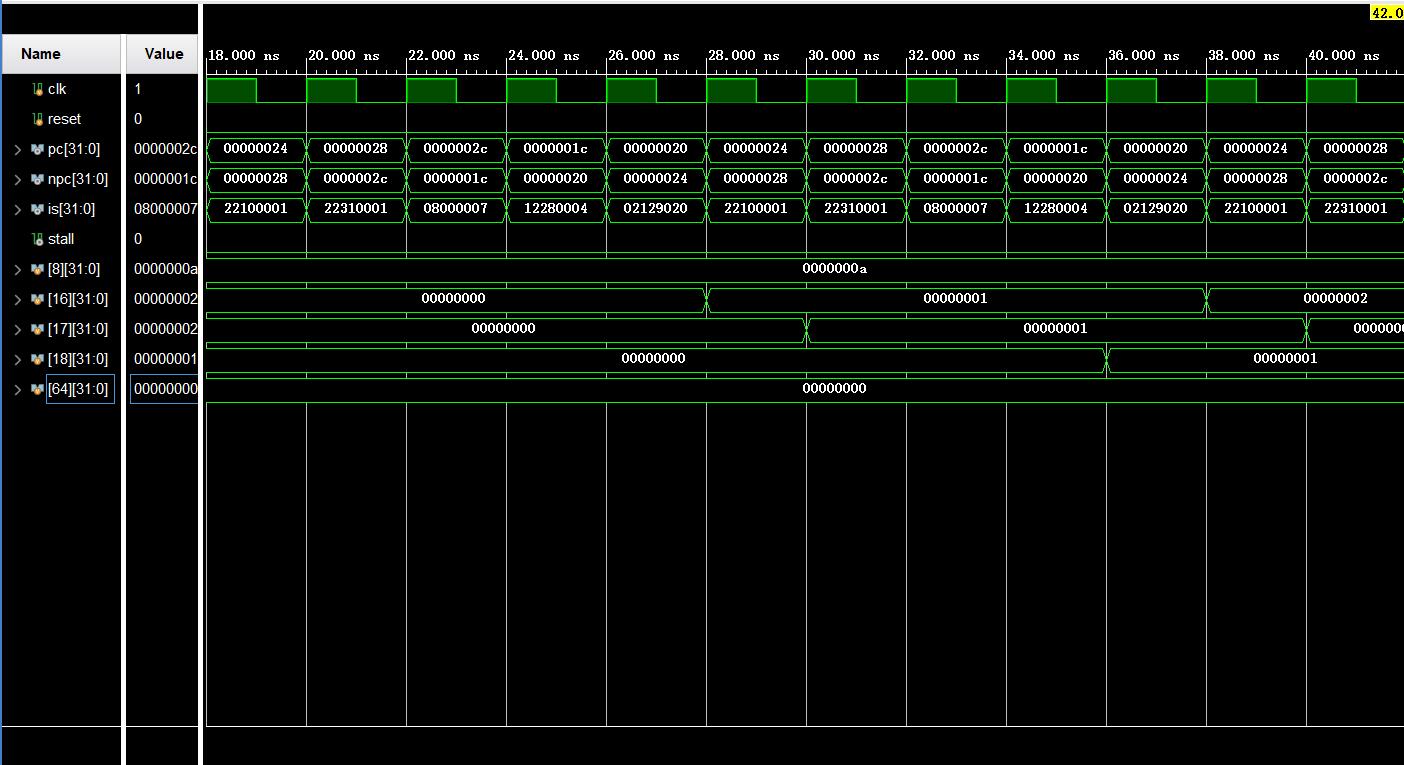 42.0
Name Value 18.000 ns 20.000 ns 22.000 ns 24.000 ns 26.000 ns 28.000 ns 30.000 ns 32.000 ns 34.000 ns 36.000 ns 38.000 ns 40.000 ns
clk 1
reset 0
pc[31:0] 0000002c 00000024 00000028 0000002c 0000001c 00000020 00000024 00000028 0000002c 0000001c 00000020 00000024 00000028
npc[31:0] 0000001c 00000028 0000002c 0000001c 00000020 00000024 00000028 0000002c 0000001c 00000020 00000024 00000028 0000002c
is[31:0] 08000007 22100001 22310001 08000007 12280004 02129020 22100001 22310001 08000007 12280004 02129020 22100001 22310001
stall 0
[8][31:0] 0000000a 0000000a
[16][31:0] 00000002 00000000 00000001 00000002
[17][31:0] 00000002 00000000 00000001 000000
[18][31:0] 00000001 00000000 00000001
[64][31:0] 00000000 00000000